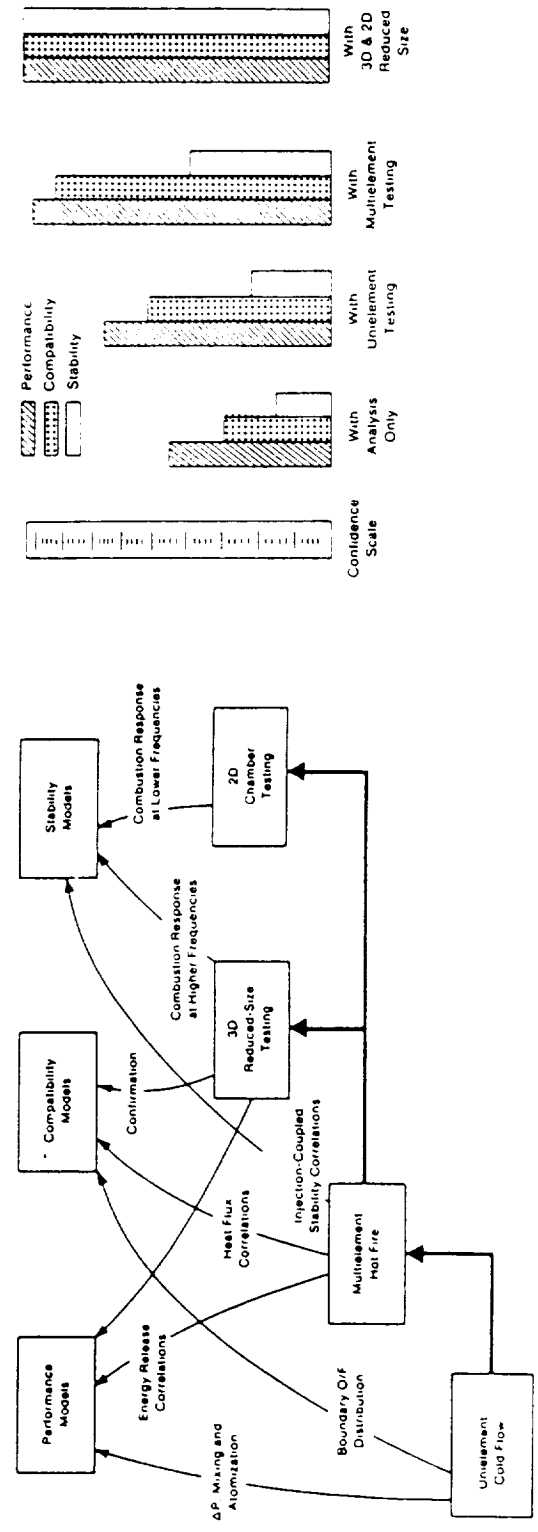 Performance
Models
Compatibility
Models
Stability
Models
ΔP, Mixing and
Atomization
Energy Release
Correlations
Boundary O/F
Distribution
Heat Flux
Correlations
Confirmation
Injection-Coupled
Stability Correlations
Combustion Response
at Higher Frequencies
Combustion Response
at Lower Frequencies
Unielement
Cold Flow
Multielement
Hot Fire
3D
Reduced-Size
Testing
2D
Chamber
Testing
Performance
Compatibility
Stability
Confidence
Scale
With
Analysis
Only
With
Unielement
Testing
With
Multielement
Testing
With
3D & 2D
Reduced
Size